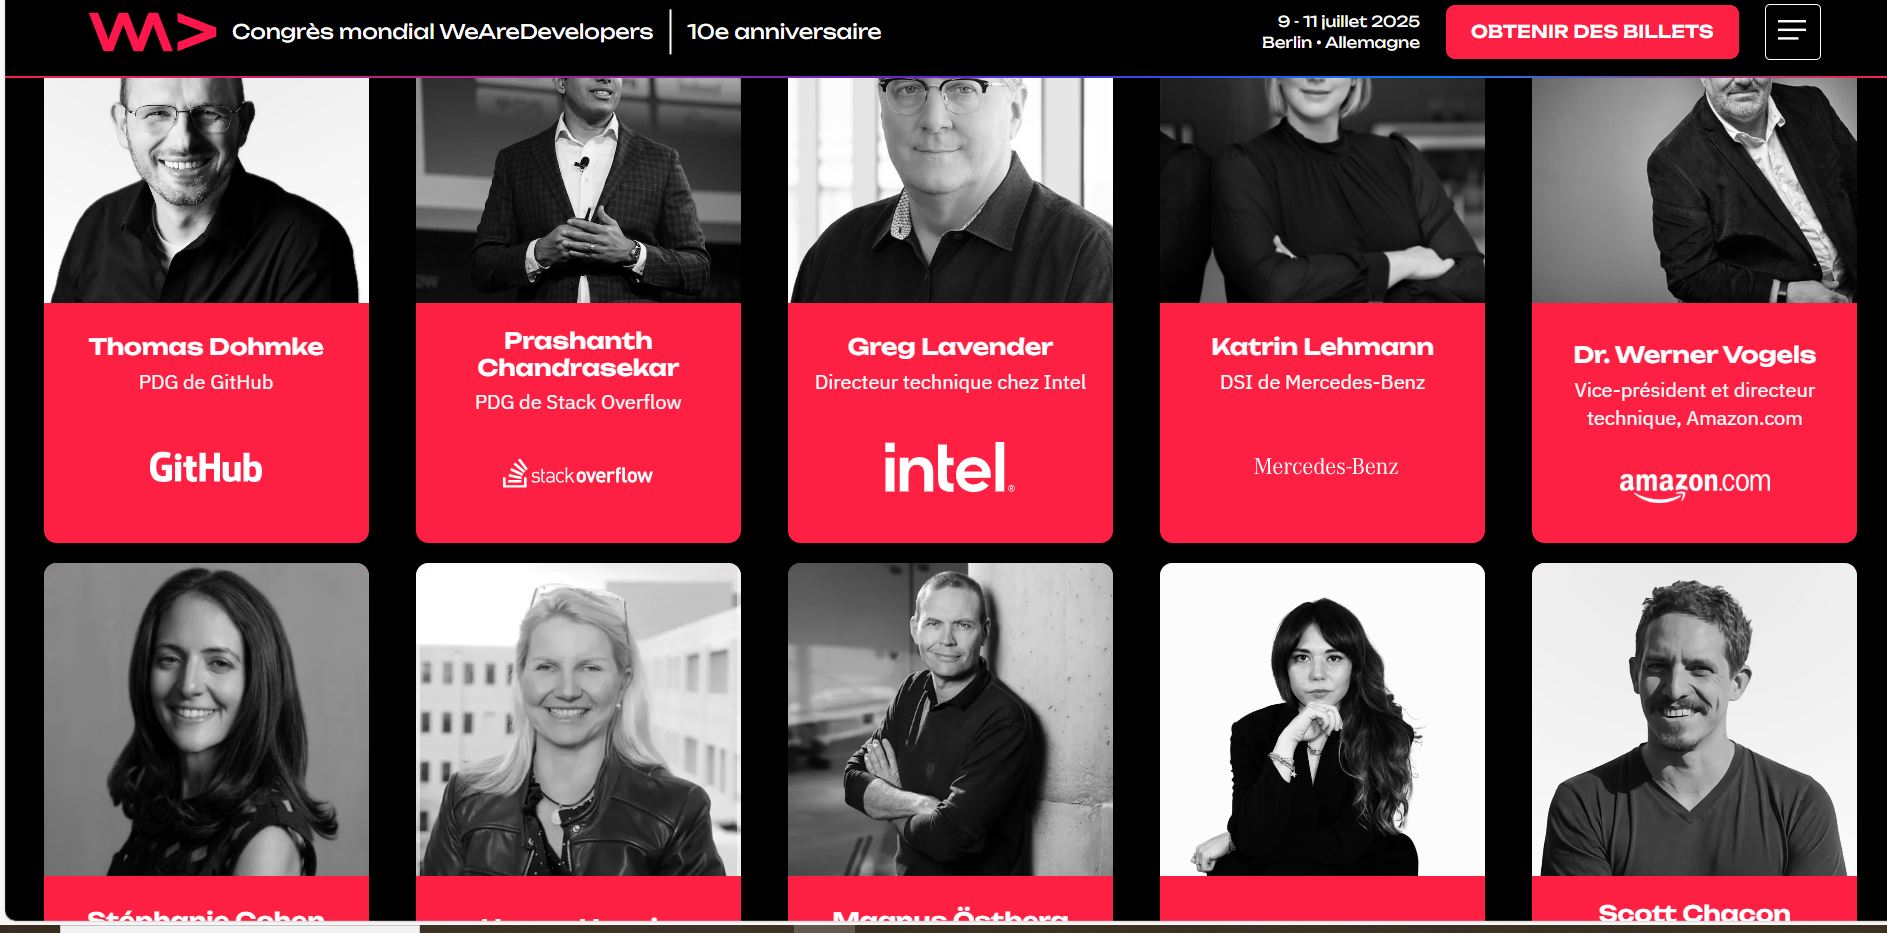 WA> Congrès mondial WeAreDevelopers | 10e anniversaire
9 - 11 juillet 2025
Berlin • Allemagne
OBTENIR DES BILLETS
Thomas Dohmke
PDG de GitHub
GitHub
Prashanth
Chandrasekar
PDG de Stack Overflow
stackoverflow
Greg Lavender
Directeur technique chez Intel
intel®
Katrin Lehmann
DSI de Mercedes-Benz
Mercedes-Benz
Dr. Werner Vogels
Vice-président et directeur
technique, Amazon.com
amazon.com
Stéphanie Cohen
Magnus Östberg
Scott Chacon